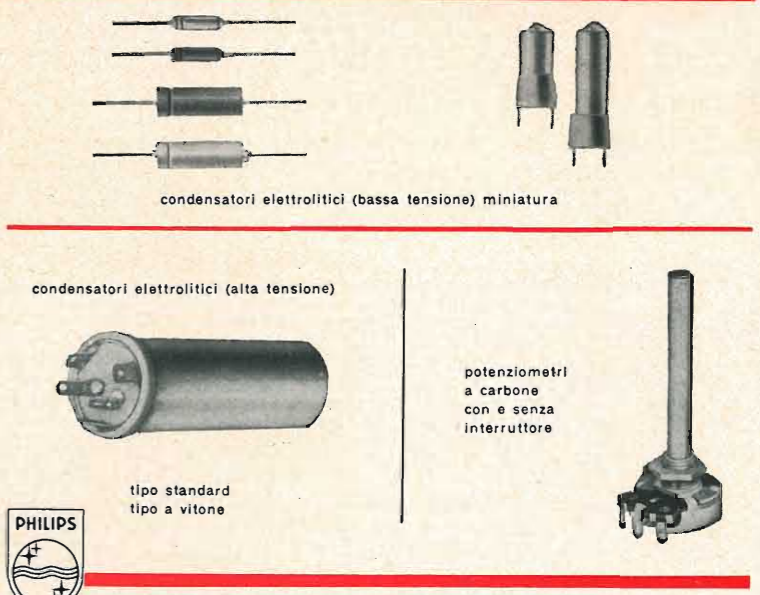 condensatori elettrolitici (bassa tensione) miniatura
condensatori elettrolitici (alta tensione)
potenziometri
a carbone
con e senza
interruttore
tipo standard
tipo a vitone
PHILIPS